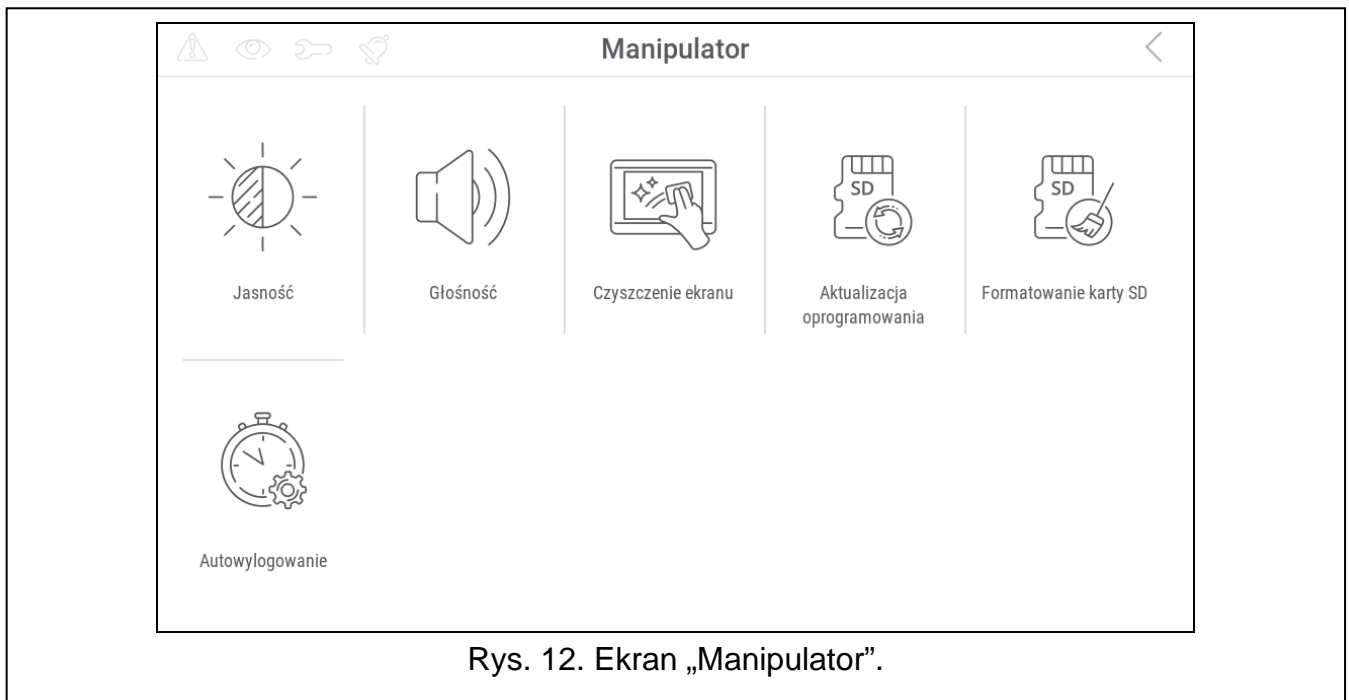 Manipulator
SD
SD
Jasność
Głośność
Czyszczenie ekranu
Aktualizacja
oprogramowania
Formatowanie karty SD
Autowylogowanie
Rys. 12. Ekran „Manipulator”.